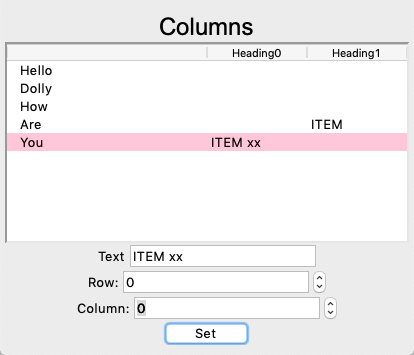 Columns
Heading0 Heading1
Hello
Dolly
How
Are ITEM
You ITEM xx
Text ITEM xx
Row: 0
Column: 0
Set